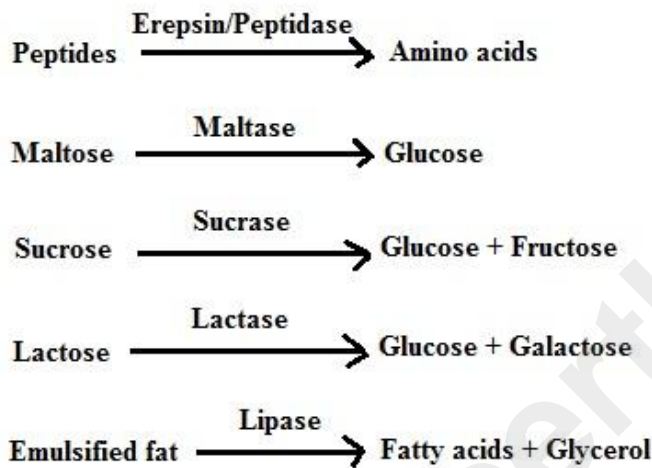 Erepsin/Peptidase
Peptides Amino acids
Maltase
Maltose Glucose
Sucrase
Sucrose Glucose + Fructose
Lactase
Lactose Glucose + Galactose
Lipase
Emulsified fat Fatty acids + Glycerol